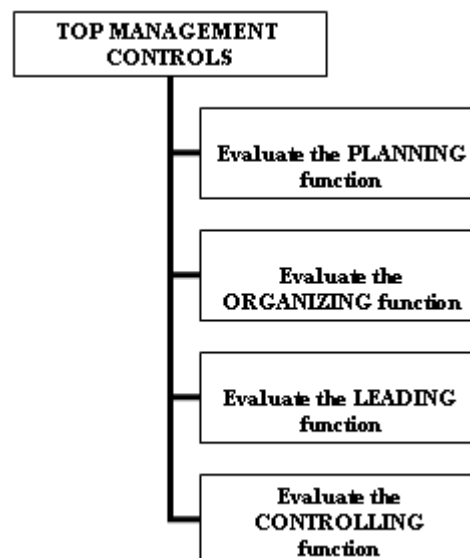 TOP MANAGEMENT
CONTROLS
Evaluate the PLANNING
function
Evaluate the
ORGANIZING function
Evaluate the LEADING
function
Evaluate the
CONTROLLING
function